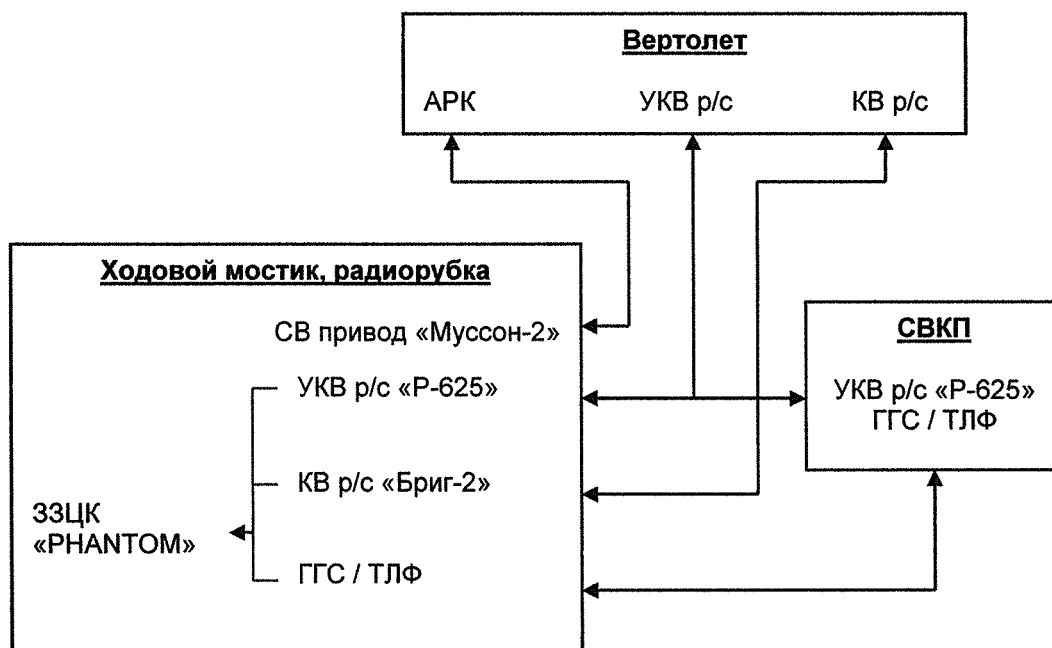 Вертолет
АРК УКВ р/с КВ р/с
Ходовой мостик, радиорубка
СВ привод «Муссон-2»
УКВ р/с «Р-625»
КВ р/с «Бриг-2»
ЗЗЦК
«PHANTOM»
ГГС / ТЛФ
СВКП
УКВ р/с «Р-625»
ГГС / ТЛФ